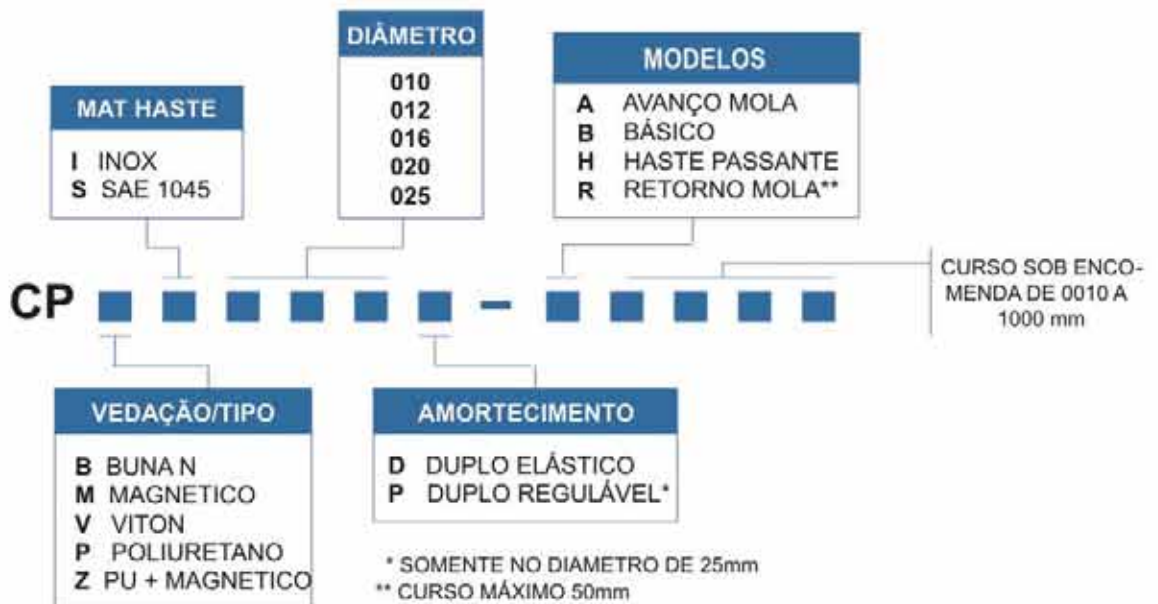 DIÂMETRO
010
012
016
020
025
MODELOS
A AVANÇO MOLA
B BÁSICO
H HASTE PASSANTE
R RETORNO MOLA**
MAT HASTE
I INOX
S SAE 1045
CP
-
CURSO SOB ENCO-
MENDA DE 0010 A
1000 mm
VEDAÇÃO/TIPO
B BUNA N
M MAGNETICO
V VITON
P POLIURETANO
Z PU + MAGNETICO
AMORTECIMENTO
D DUPLO ELÁSTICO
P DUPLO REGULÁVEL*
* SOMENTE NO DIAMETRO DE 25mm
** CURSO MÁXIMO 50mm